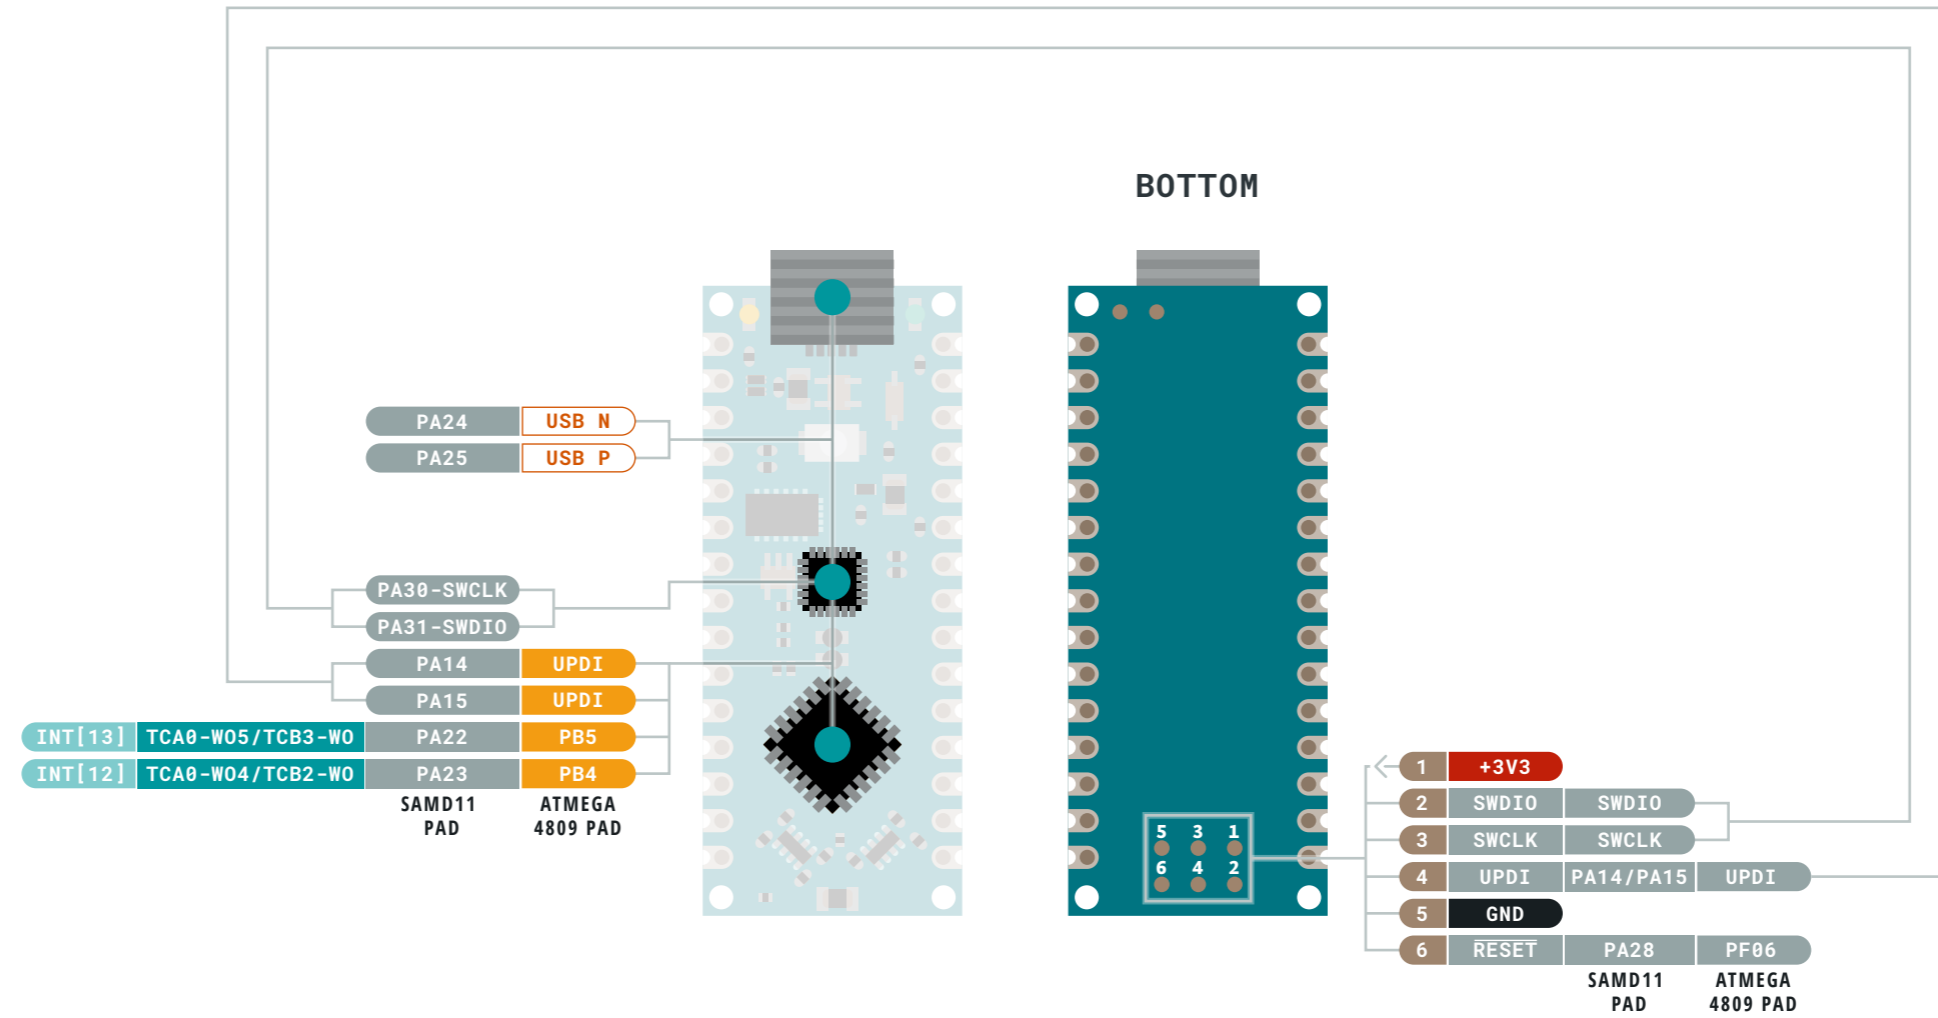 BOTTOM
PA24 USB N
PA25 USB P
PA30-SWCLK
PA31-SWDIO
PA14 UPDI
PA15 UPDI
INT[13] TCA0-WO5/TCB3-WO PA22 PB5
INT[12] TCA0-WO4/TCB2-WO PA23 PB4
SAMD11 PAD
ATMEGA 4809 PAD
5 3 1
6 4 2
1 +3V3
2 SWDIO SWDIO
3 SWCLK SWCLK
4 UPDI PA14/PA15 UPDI
5 GND
6 RESET PA28 PF06
SAMD11 PAD
ATMEGA 4809 PAD